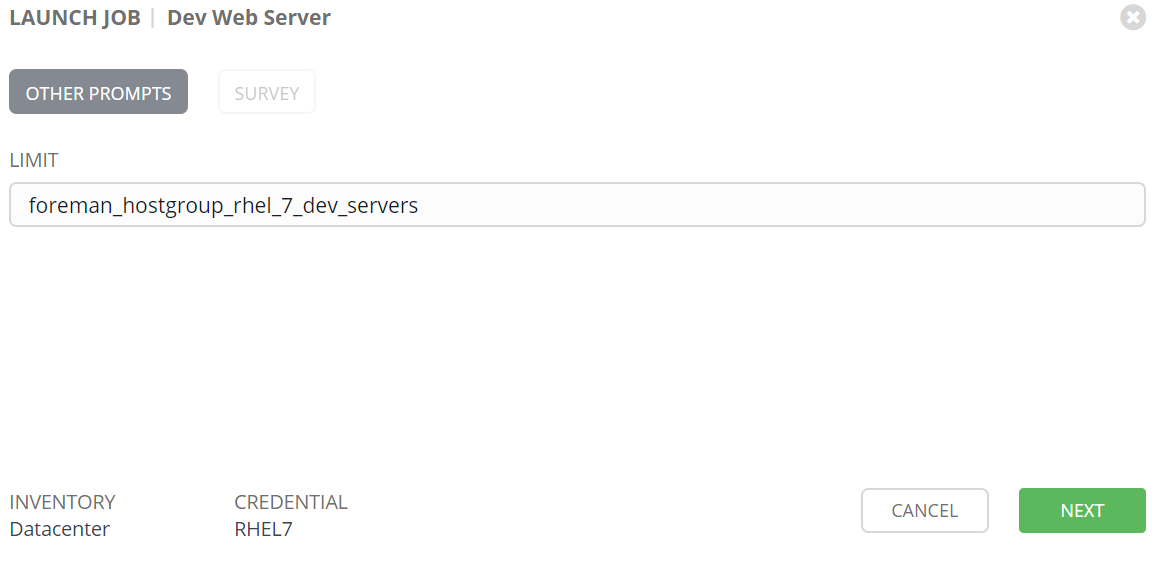 LAUNCH JOB | Dev Web Server
OTHER PROMPTS SURVEY
LIMIT
foreman_hostgroup_rhel_7_dev_servers
INVENTORY CREDENTIAL
Datacenter RHEL7
CANCEL NEXT